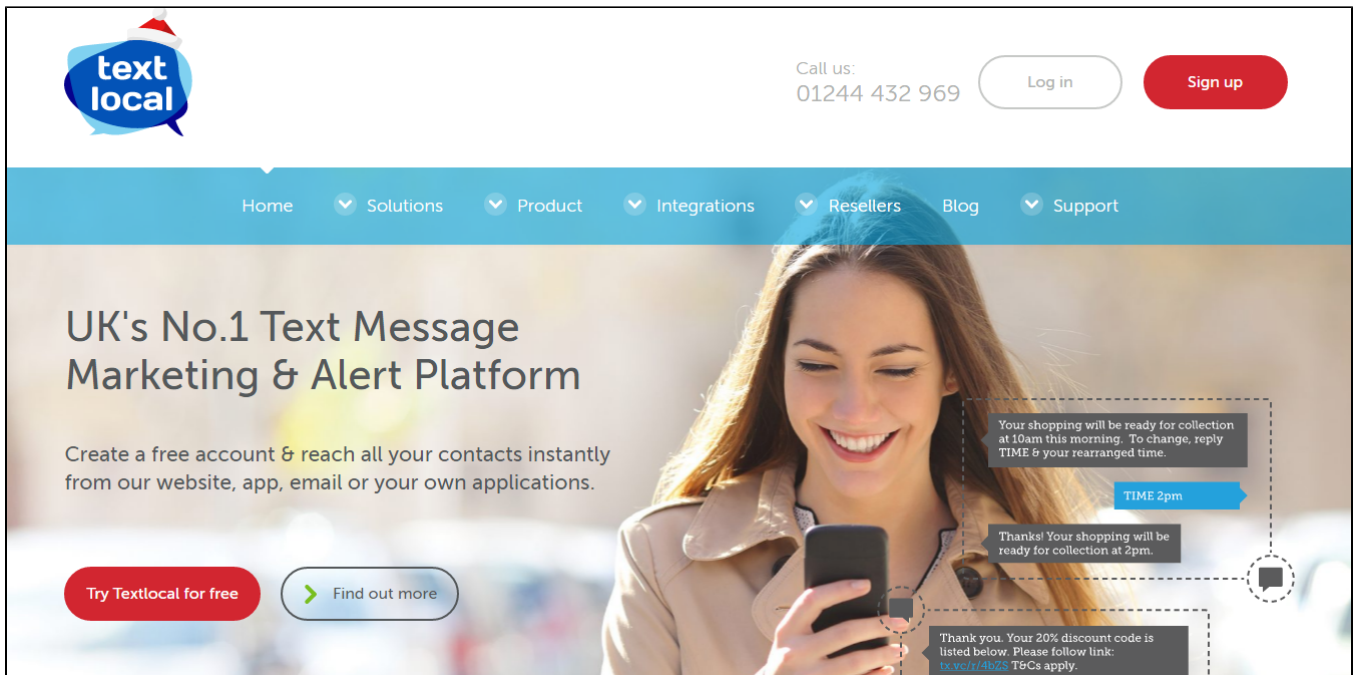 text
local
Call us:
01244 432 969
Log in
Sign up
Home
Solutions
Product
Integrations
Resellers
Blog
Support
UK's No.1 Text Message
Marketing & Alert Platform
Create a free account & reach all your contacts instantly
from our website, app, email or your own applications.
Try Textlocal for free
Find out more
Your shopping will be ready for collection
at 10am this morning. To change, reply
TIME & your rearranged time.
TIME 2pm
Thanks! Your shopping will be
ready for collection at 2pm.
Thank you. Your 20% discount code is
listed below. Please follow link:
tx.vc/r/4bZS T&Cs apply.